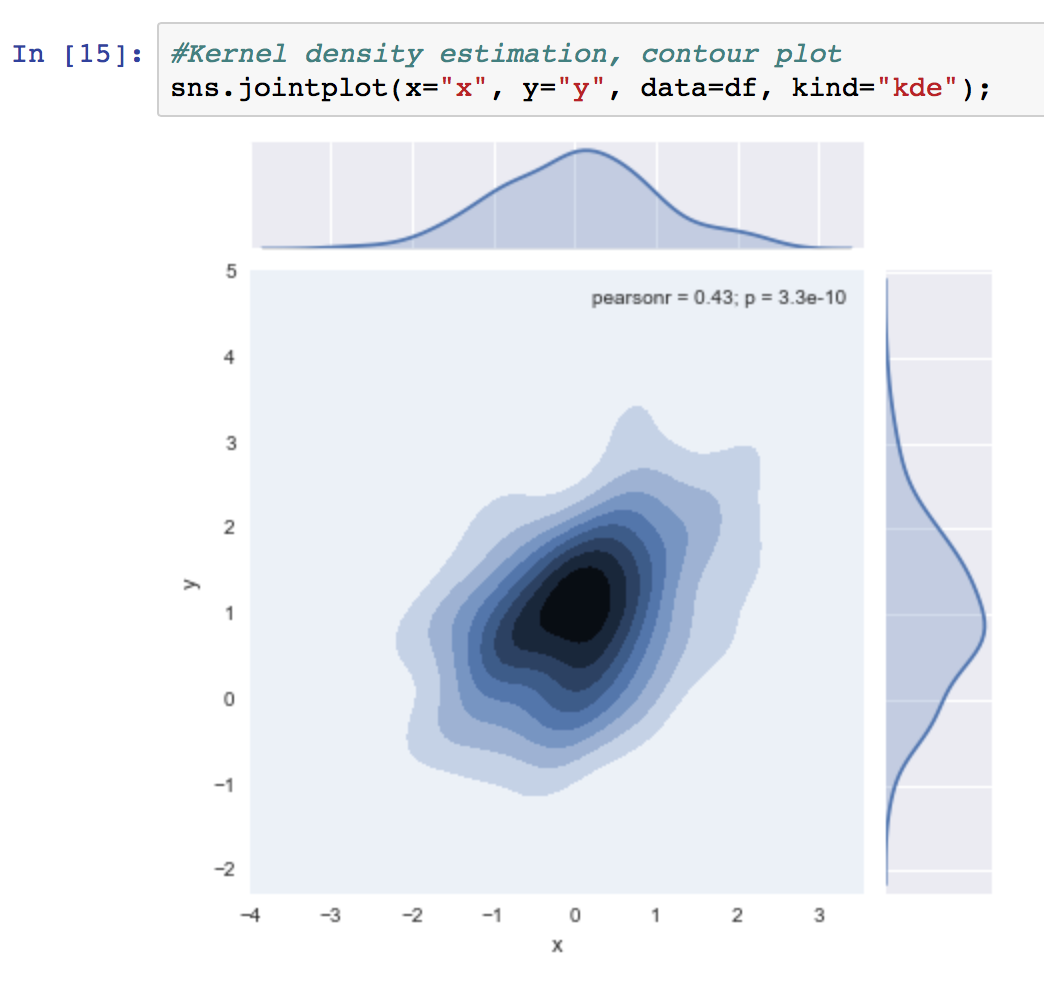 In [15]: #Kernel density estimation, contour plot
sns.jointplot(x="x", y="y", data=df, kind="kde");
pearsonr = 0.43; p = 3.3e-10
5
4
3
2
1
0
−1
−2
y
−4 −3 −2 −1 0 1 2 3
x